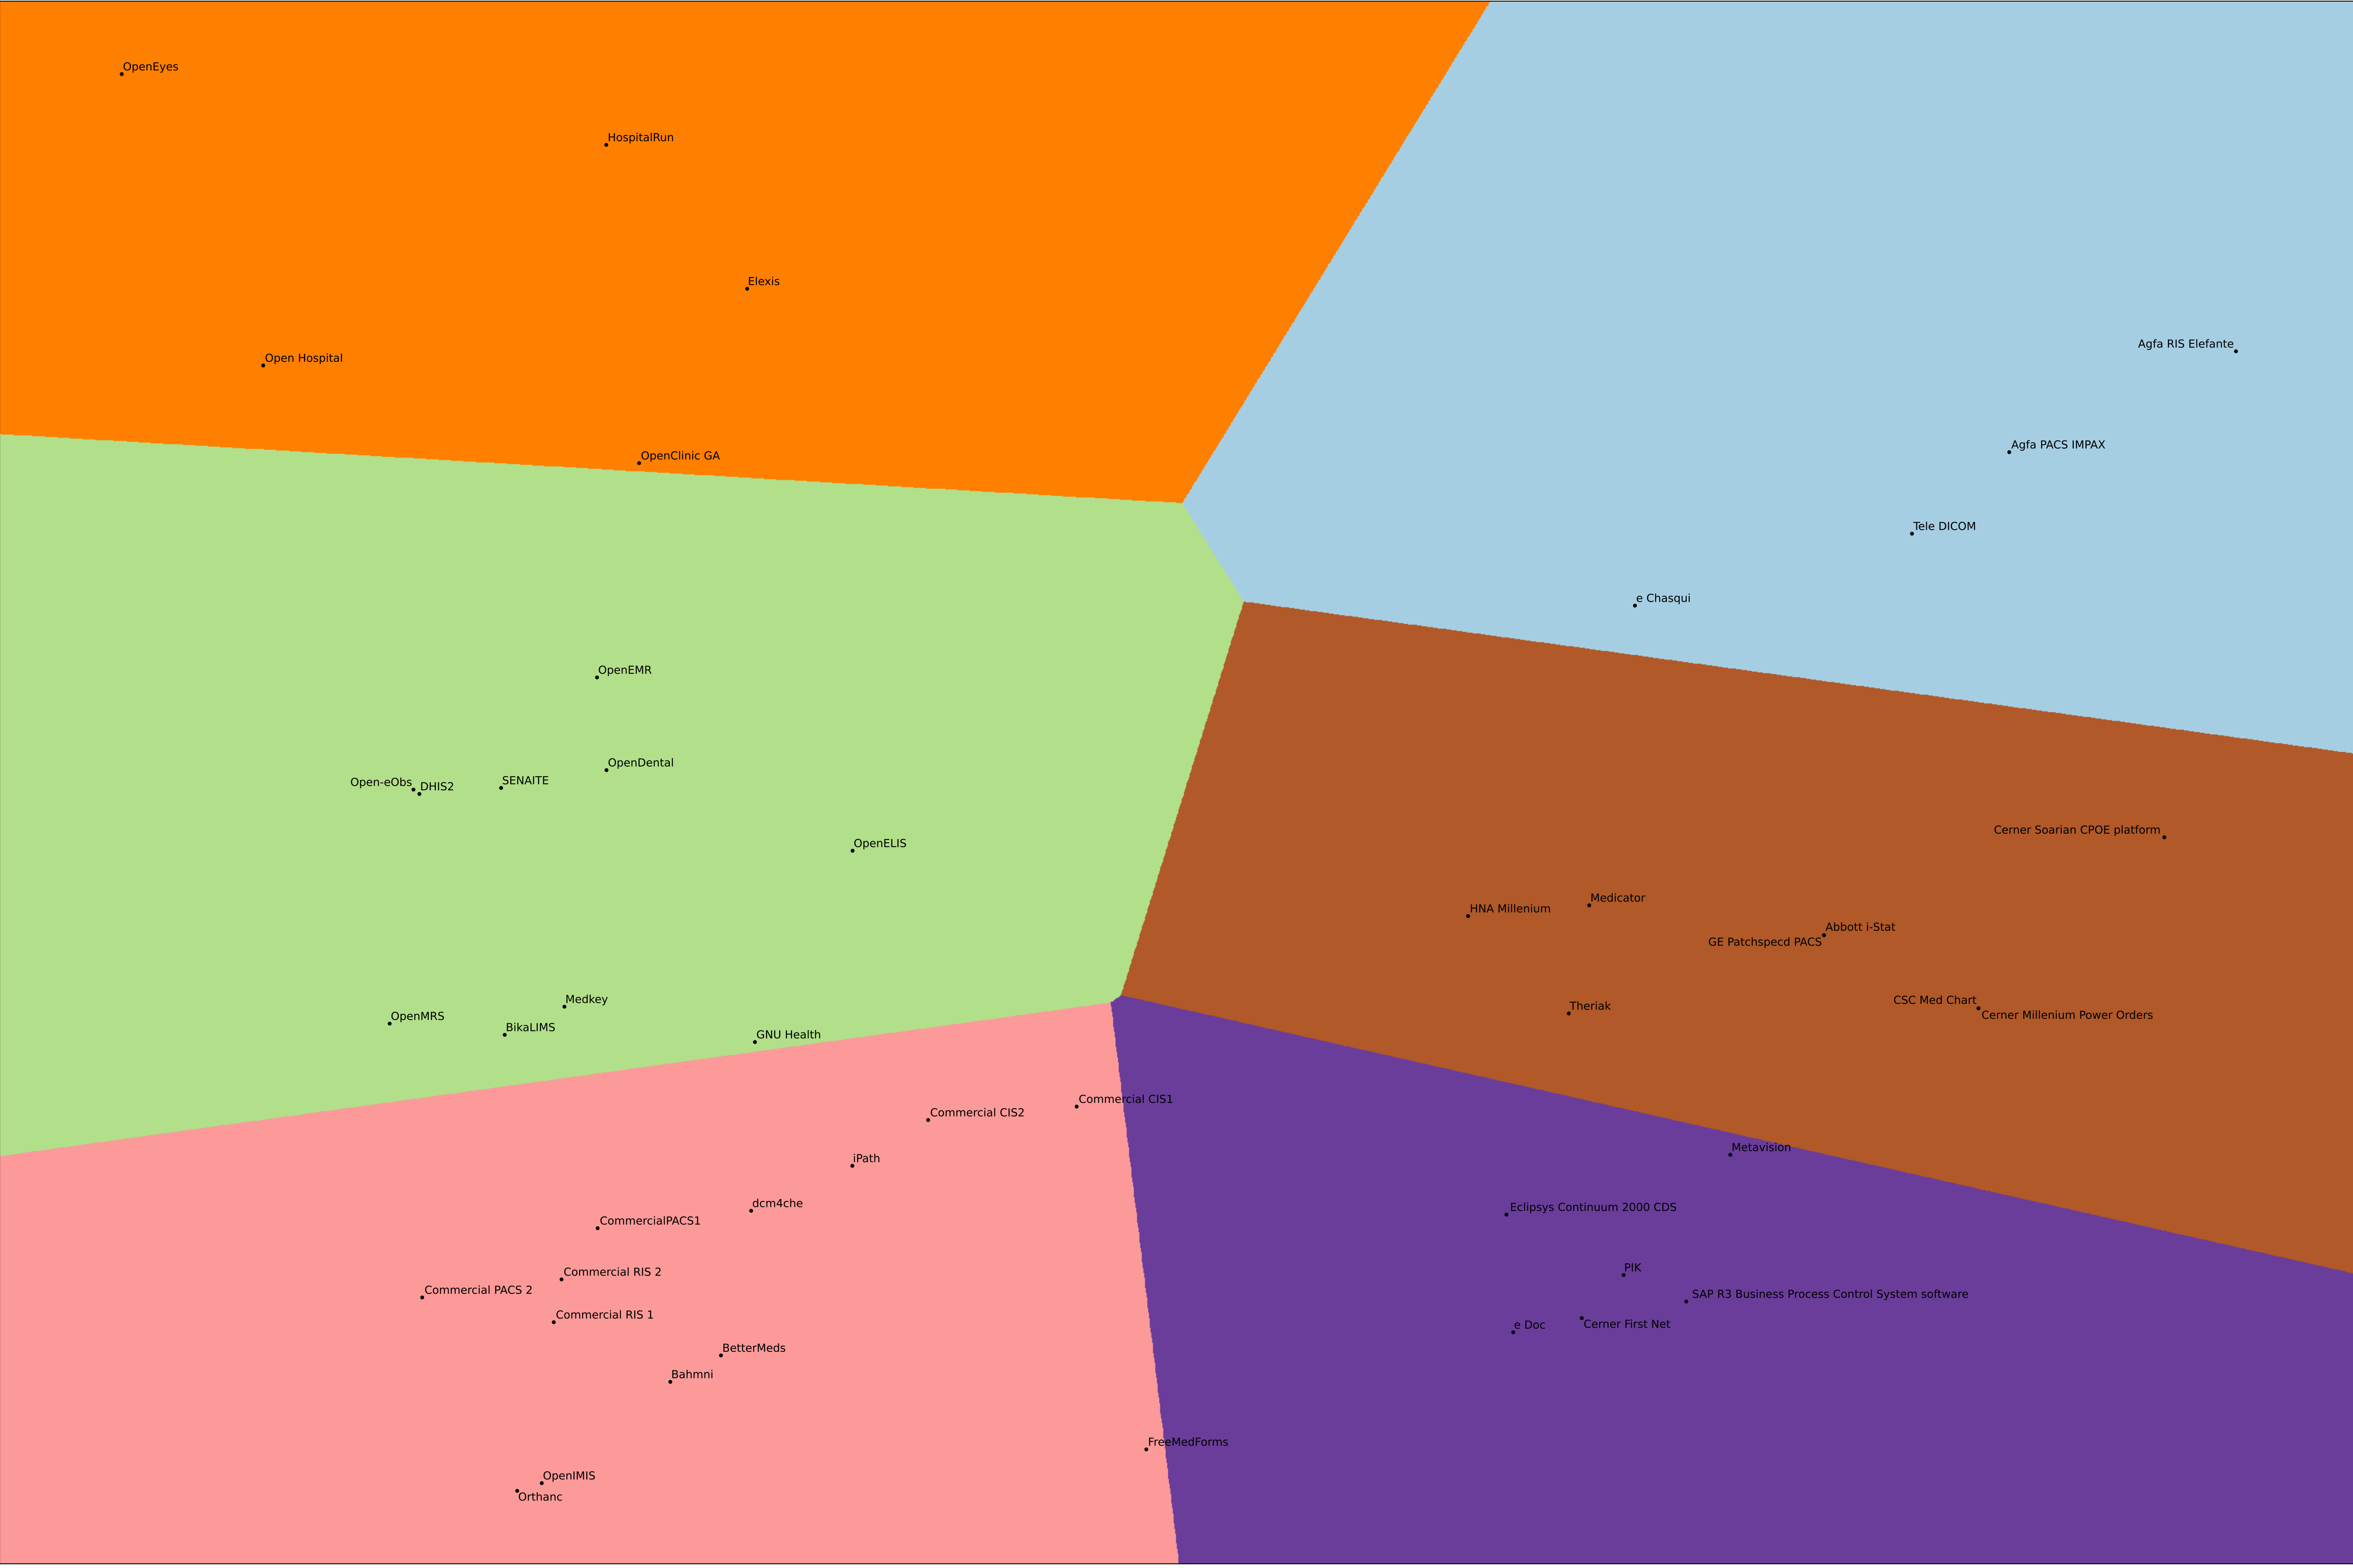 OpenEyes
HospitalRun
Elexis
Agfa RIS Elefante
Open Hospital
Agfa PACS IMPAX
OpenClinic GA
Tele DICOM
e Chasqui
OpenEMR
OpenDental
SENAITE
Open-eObs
DHIS2
Cerner Soarian CPOE platform
OpenELIS
Medicator
HNA Millenium
Abbott i-Stat
GE Patchspecd PACS
Medkey
CSC Med Chart
Theriak
Cerner Millenium Power Orders
OpenMRS
BikaLIMS
GNU Health
Commercial CIS1
Commercial CIS2
Metavision
iPath
dcm4che
Eclipsys Continuum 2000 CDS
CommercialPACS1
PIK
Commercial RIS 2
Commercial PACS 2
SAP R3 Business Process Control System software
Commercial RIS 1
e Doc
Cerner First Net
BetterMeds
Bahmni
FreeMedForms
OpenIMIS
Orthanc